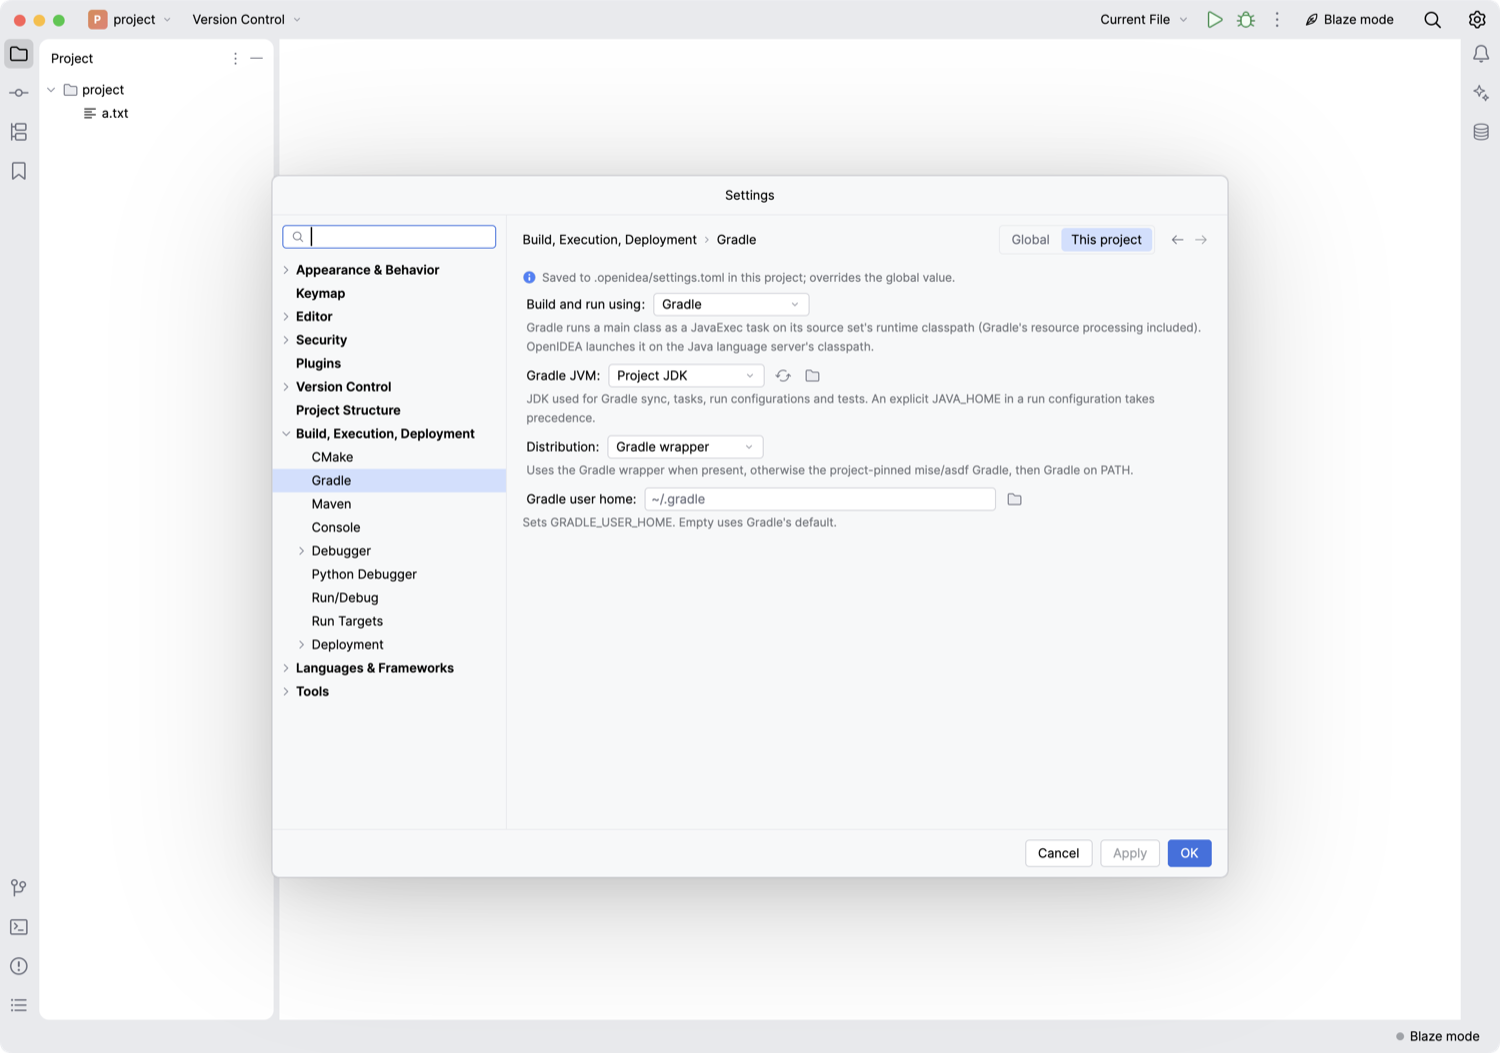 P project Version Control Current File Blaze mode
Project
project
a.txt
Settings
Appearance & Behavior
Keymap
Editor
Security
Plugins
Version Control
Project Structure
Build, Execution, Deployment
CMake
Gradle
Maven
Console
Debugger
Python Debugger
Run/Debug
Run Targets
Deployment
Languages & Frameworks
Tools
Build, Execution, Deployment › Gradle Global This project
Saved to .openidea/settings.toml in this project; overrides the global value.
Build and run using: Gradle
Gradle runs a main class as a JavaExec task on its source set's runtime classpath (Gradle's resource processing included).
OpenIDEA launches it on the Java language server's classpath.
Gradle JVM: Project JDK
JDK used for Gradle sync, tasks, run configurations and tests. An explicit JAVA_HOME in a run configuration takes
precedence.
Distribution: Gradle wrapper
Uses the Gradle wrapper when present, otherwise the project-pinned mise/asdf Gradle, then Gradle on PATH.
Gradle user home: ~/.gradle
Sets GRADLE_USER_HOME. Empty uses Gradle's default.
Cancel Apply OK
Blaze mode